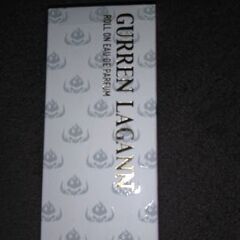 GURREN LAGANN
ROLL ON EAU DE PARFUM